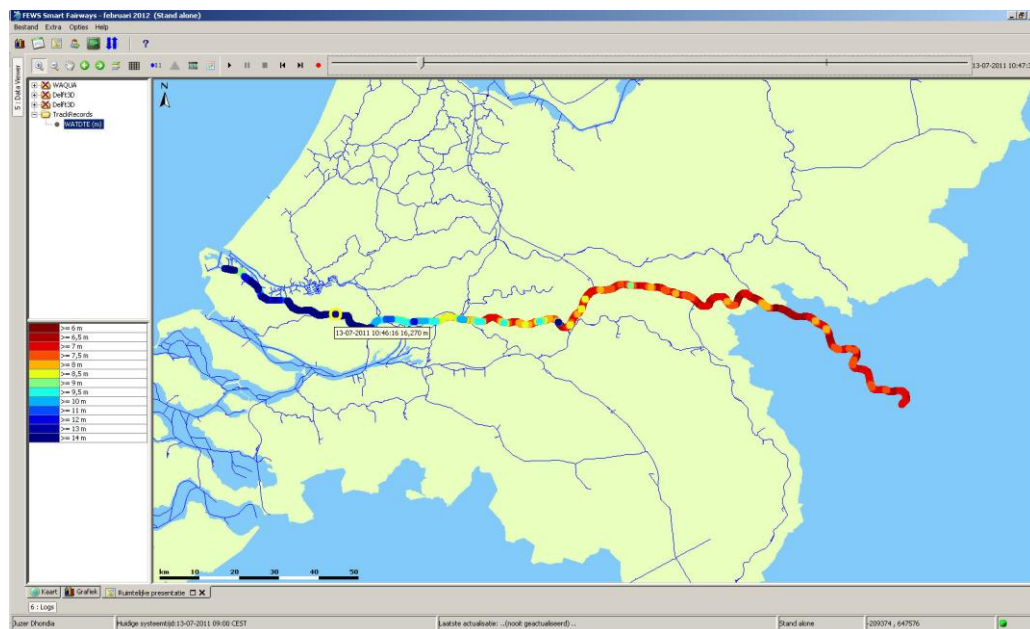 FEWS Smart Fairways - februari 2012 (Stand alone)
Bestand Extra Opties Help
?
13-07-2011 10:47:3
5 : Data Viewer
WAQUA
Delft3D
Delft3D
TrackRecords
WATDTE (m)
N
13-07-2011 10:46:16 16,270 m
>= 6 m
>= 6,5 m
>= 7 m
>= 7,5 m
>= 8 m
>= 8,5 m
>= 9 m
>= 9,5 m
>= 10 m
>= 11 m
>= 12 m
>= 13 m
>= 14 m
km 10 20 30 40 50
Kaart Grafiek Ruimtelijke presentatie
6 : Logs
Juzer Dhondia Huidige systeemtijd:13-07-2011 09:00 CEST Laatste actualisatie: ..(nooit geactualiseerd) .. Stand alone -209374 , 647576